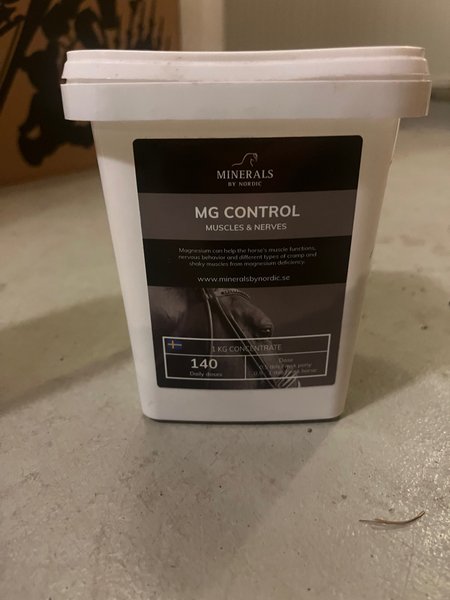 MINERALS
BY NORDIC
MG CONTROL
MUSCLES & NERVES
Magnesium can help the horse's muscle functions,
nervous behavior and different types of cramp and
shaky muscles from magnesium deficiency.
www.mineralsbynordic.se
1 KG CONCENTRATE
140
Daily doses
Dose
horse